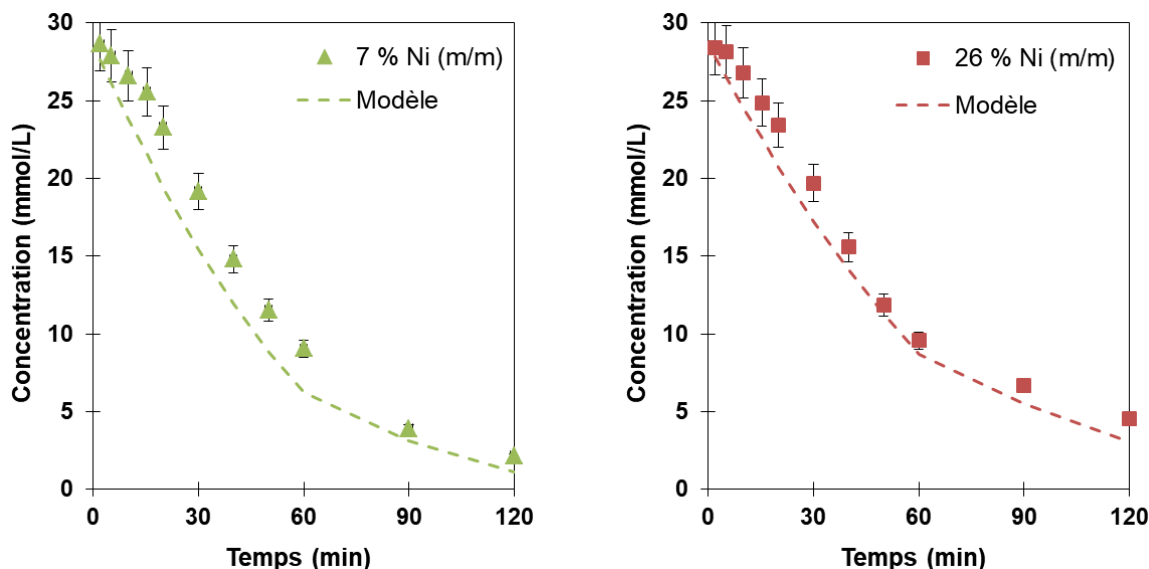 30
25
20
15
10
5
0
Concentration (mmol/L)
7 % Ni (m/m)
Modèle
0 30 60 90 120
Temps (min)
30
25
20
15
10
5
0
Concentration (mmol/L)
26 % Ni (m/m)
Modèle
0 30 60 90 120
Temps (min)